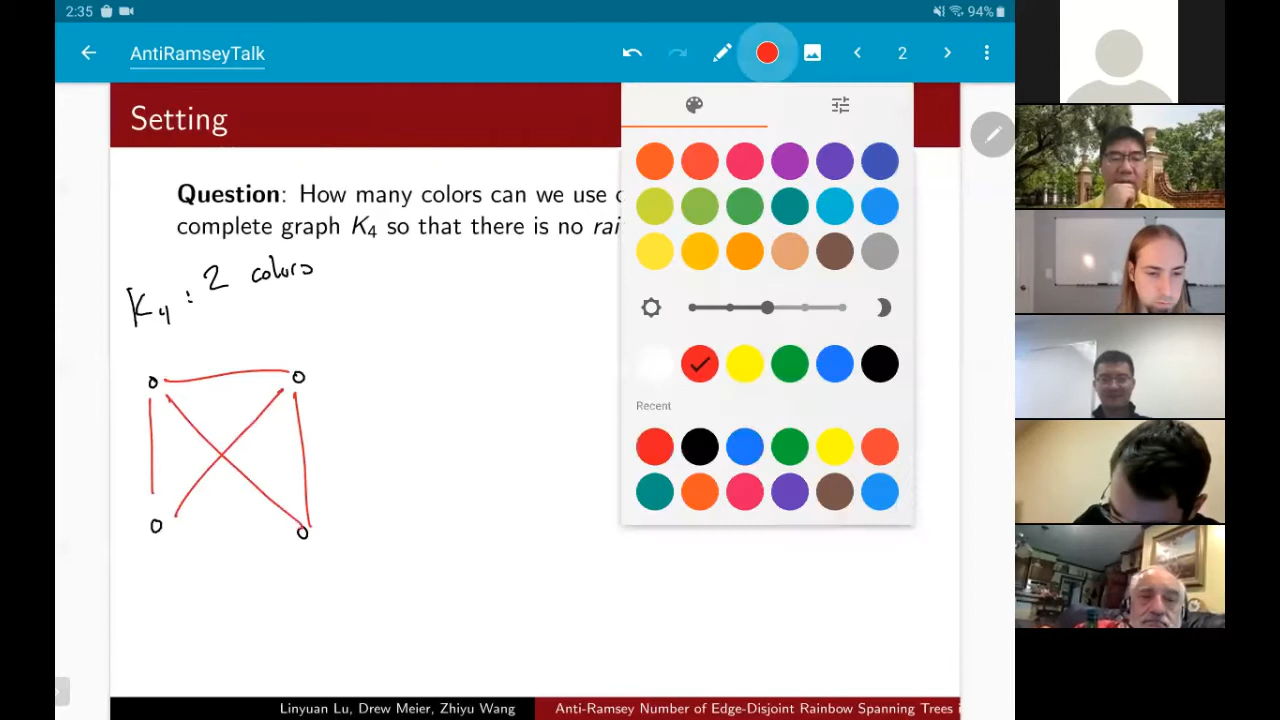 2:35
94%
AntiRamseyTalk
2
Setting
Question: How many colors can we use
complete graph K4 so that there is no
K4 : 2 colors
Recent
Linyuan Lu, Drew Meier, Zhiyu Wang
Anti-Ramsey Number of Edge-Disjoint Rainbow Spanning Trees